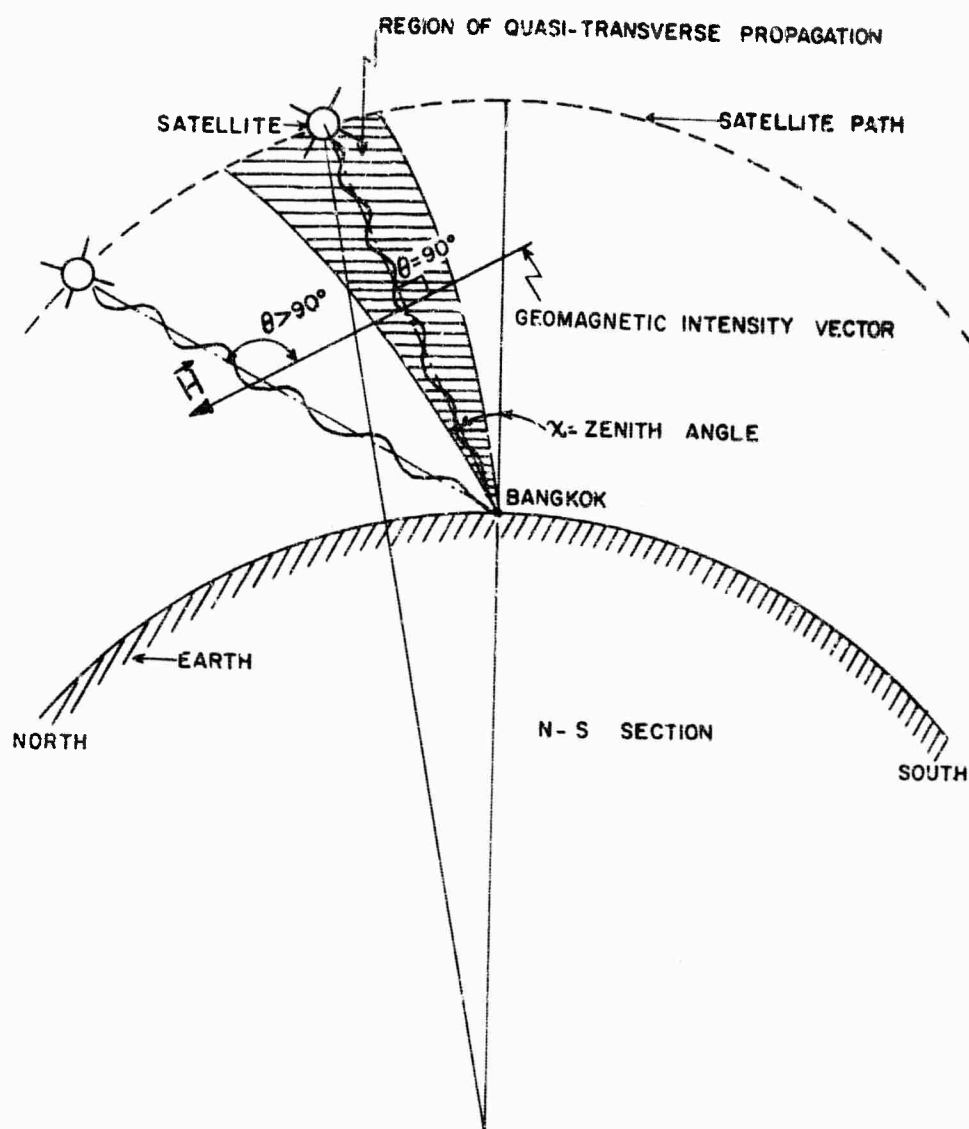 REGION OF QUASI-TRANSVERSE PROPAGATION
SATELLITE
SATELLITE PATH
θ=90°
θ>90°
GEOMAGNETIC INTENSITY VECTOR
H
χ=ZENITH ANGLE
BANGKOK
EARTH
NORTH
N-S SECTION
SOUTH